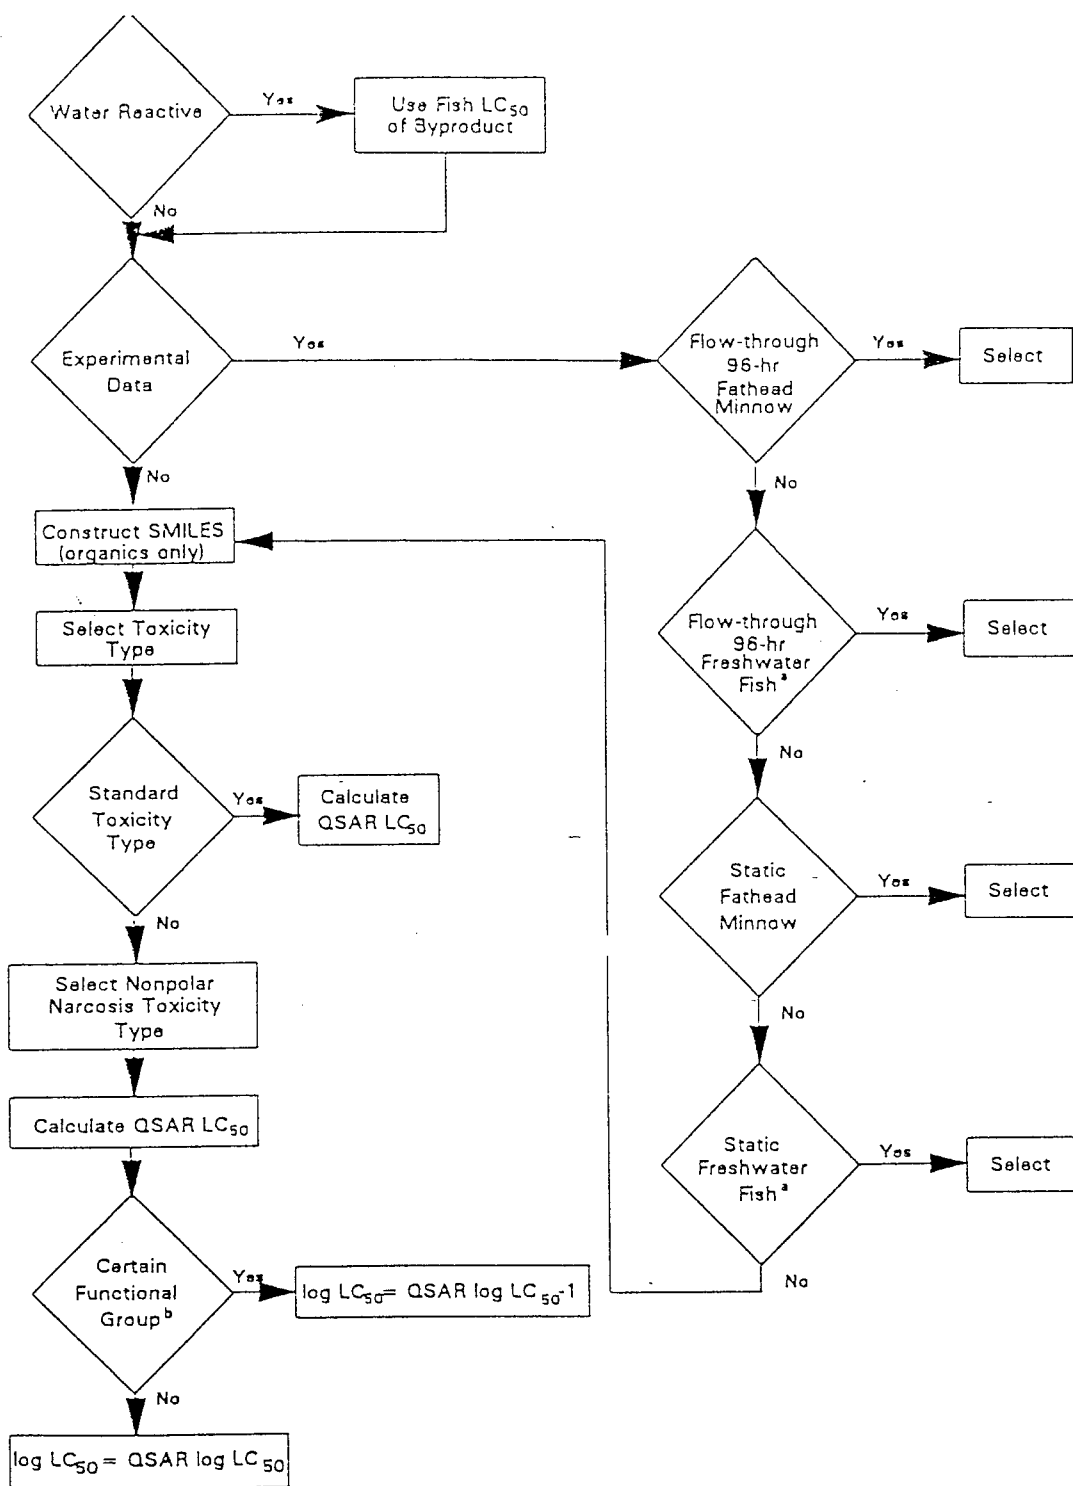 Water Reactive
Yes
Use Fish LC50
of Byproduct
No
Experimental
Data
Yes
Flow-through
96-hr
Fathead
Minnow
Yes
Select
No
No
Construct SMILES
(organics only)
Select Toxicity
Type
Flow-through
96-hr
Freshwater
Fish a
Yes
Select
No
Standard
Toxicity
Type
Yes
Calculate
QSAR LC50
Static
Fathead
Minnow
Yes
Select
No
No
Select Nonpolar
Narcosis Toxicity
Type
Calculate QSAR LC50
Static
Freshwater
Fish a
Yes
Select
No
Certain
Functional
Group b
Yes
log LC50= QSAR log LC50-1
No
log LC50= QSAR log LC50